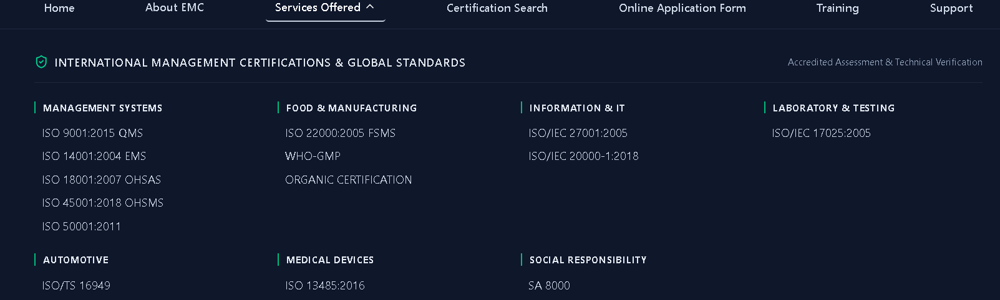 Home About EMC Services Offered Certification Search Online Application Form Training Support
INTERNATIONAL MANAGEMENT CERTIFICATIONS & GLOBAL STANDARDS
Accredited Assessment & Technical Verification
MANAGEMENT SYSTEMS
ISO 9001:2015 QMS
ISO 14001:2004 EMS
ISO 18001:2007 OHSAS
ISO 45001:2018 OHSMS
ISO 50001:2011
FOOD & MANUFACTURING
ISO 22000:2005 FSMS
WHO-GMP
ORGANIC CERTIFICATION
INFORMATION & IT
ISO/IEC 27001:2005
ISO/IEC 20000-1:2018
LABORATORY & TESTING
ISO/IEC 17025:2005
AUTOMOTIVE
ISO/TS 16949
MEDICAL DEVICES
ISO 13485:2016
SOCIAL RESPONSIBILITY
SA 8000